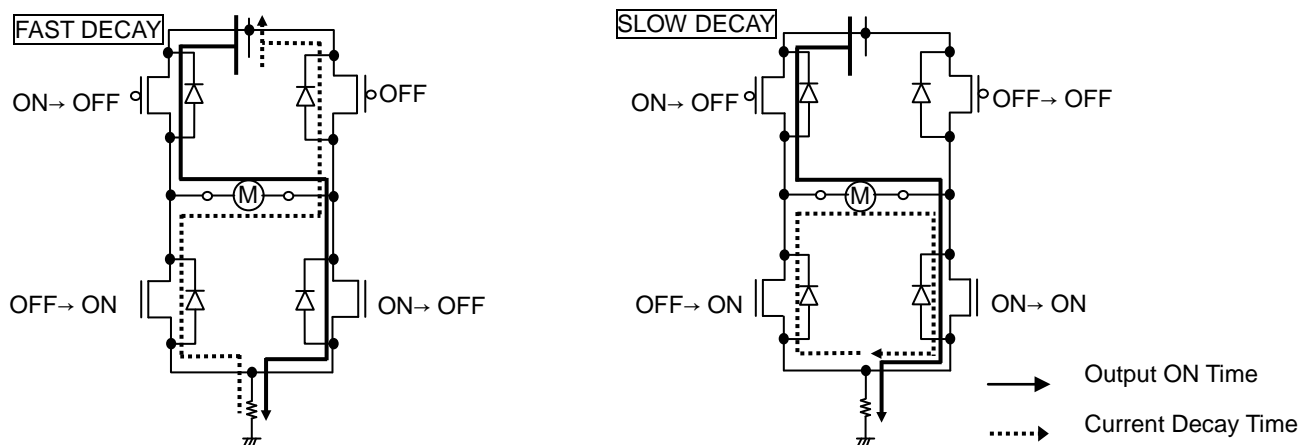 FAST DECAY
ON→ OFF
OFF
M
OFF→ ON
ON→ OFF
SLOW DECAY
ON→ OFF
OFF→ OFF
M
OFF→ ON
ON→ ON
Output ON Time
Current Decay Time